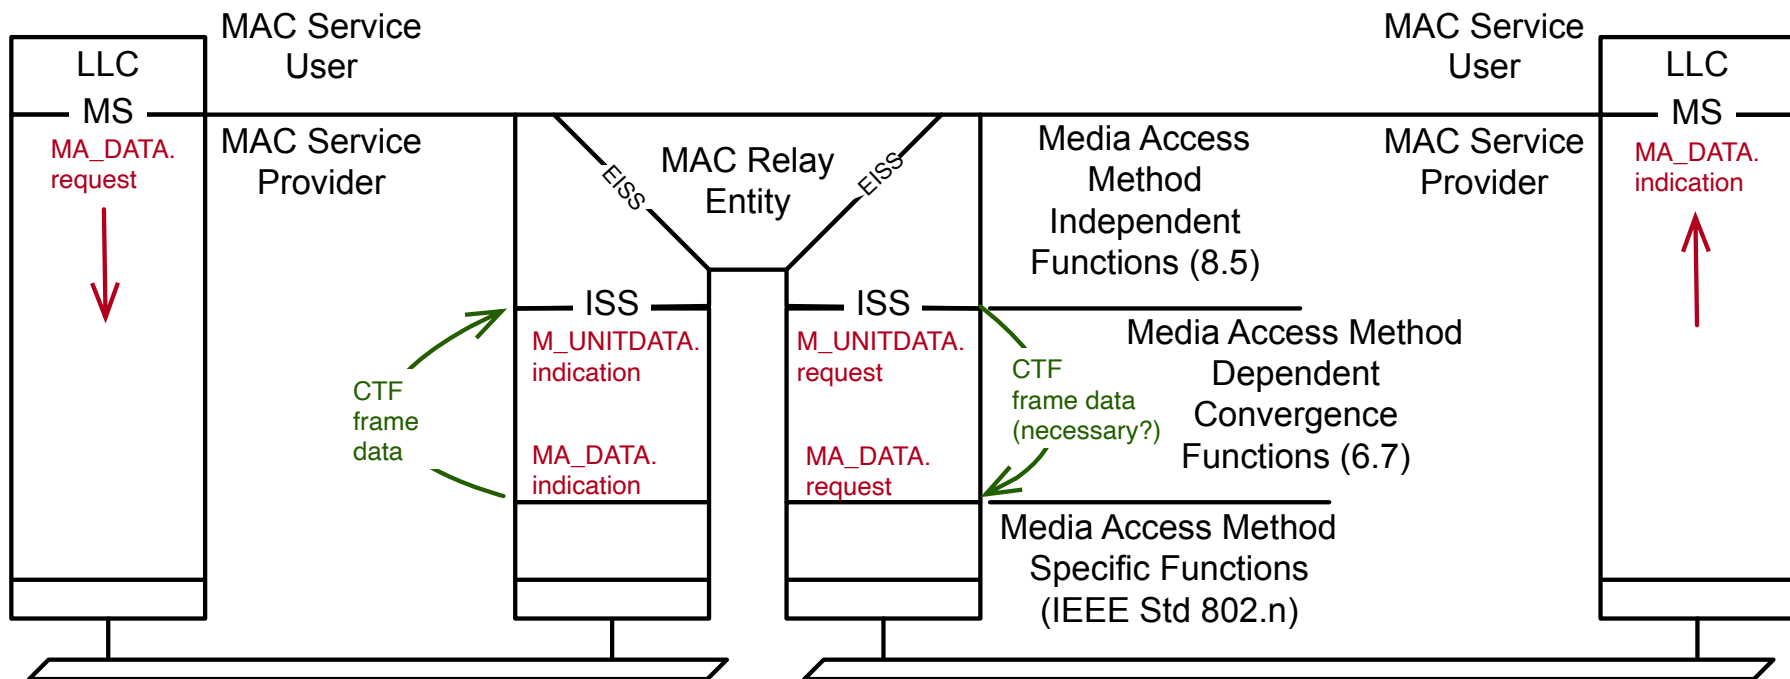 MAC Service
User
LLC
MS
MA_DATA.
request
MAC Service
Provider
EISS
MAC Relay
Entity
EISS
ISS
M_UNITDATA.
indication
MA_DATA.
indication
CTF
frame
data
ISS
M_UNITDATA.
request
MA_DATA.
request
CTF
frame data
(necessary?)
Media Access
Method
Independent
Functions (8.5)
Media Access Method
Dependent
Convergence
Functions (6.7)
Media Access Method
Specific Functions
(IEEE Std 802.n)
MAC Service
User
MAC Service
Provider
LLC
MS
MA_DATA.
indication